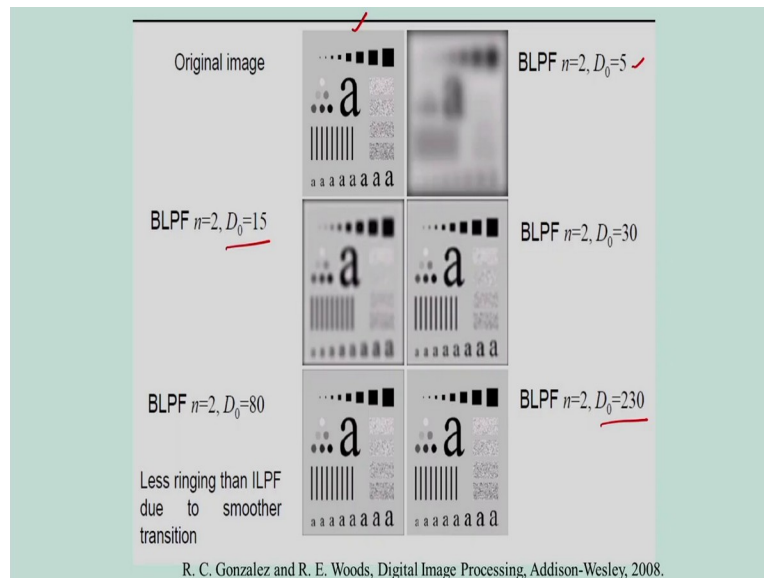 Original image
BLPF n=2, D₀=5
a
a a a a a a a a
BLPF n=2, D₀=15
BLPF n=2, D₀=30
a
a
a a a a a a a a
a a a a a a a a
BLPF n=2, D₀=80
BLPF n=2, D₀=230
a
a
a a a a a a a a
a a a a a a a a
Less ringing than ILPF
due to smoother
transition
R. C. Gonzalez and R. E. Woods, Digital Image Processing, Addison-Wesley, 2008.